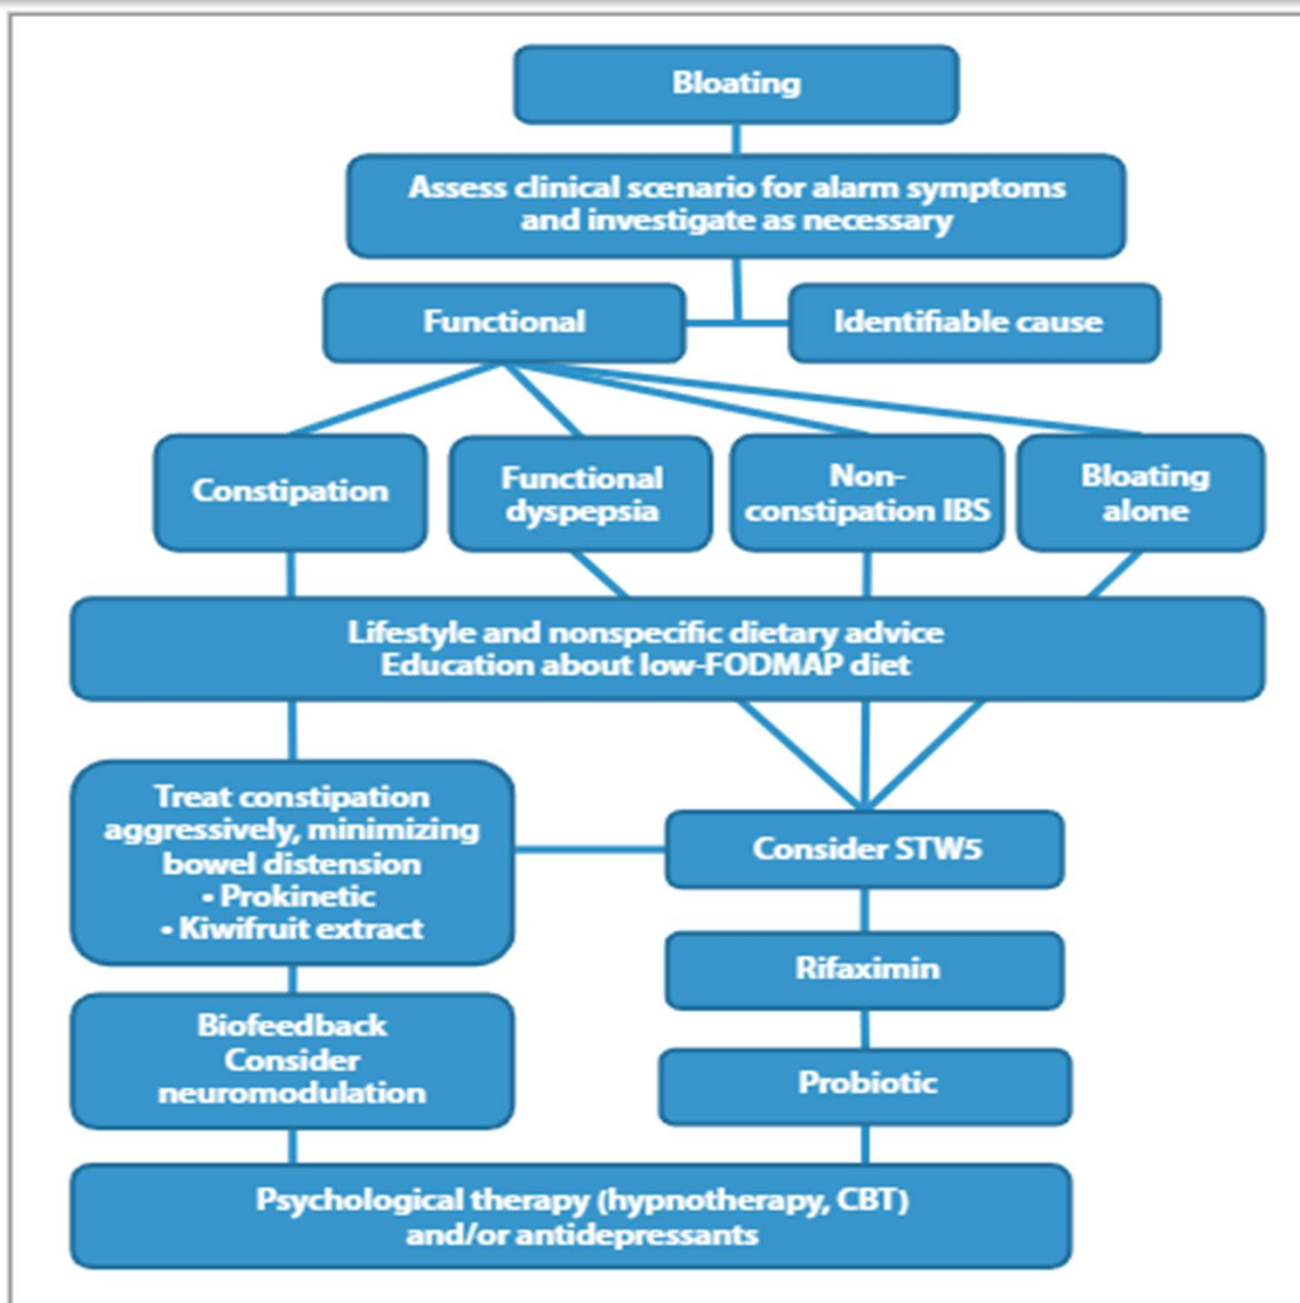 Bloating
Assess clinical scenario for alarm symptoms
and investigate as necessary
Functional
Identifiable cause
Constipation
Functional
dyspepsia
Non-
constipation IBS
Bloating
alone
Lifestyle and nonspecific dietary advice
Education about low-FODMAP diet
Treat constipation
aggressively, minimizing
bowel distension
• Prokinetic
• Kiwifruit extract
Consider STW5
Rifaximin
Biofeedback
Consider
neuromodulation
Probiotic
Psychological therapy (hypnotherapy, CBT)
and/or antidepressants